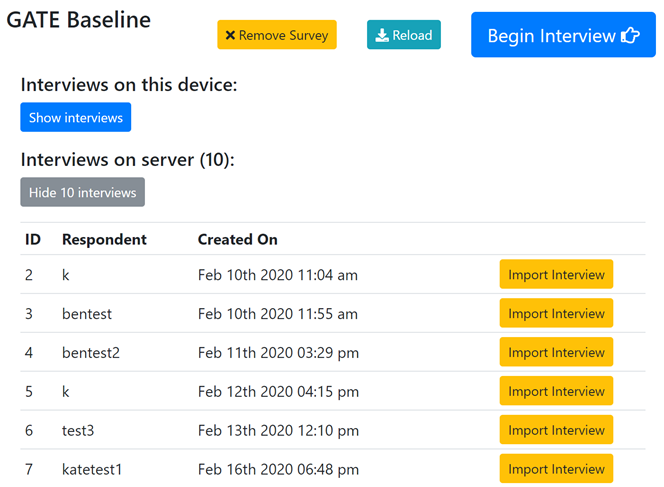 GATE Baseline
Remove Survey Reload Begin Interview
Interviews on this device:
Show interviews
Interviews on server (10):
Hide 10 interviews
ID Respondent Created On
2 k Feb 10th 2020 11:04 am Import Interview
3 bentest Feb 10th 2020 11:55 am Import Interview
4 bentest2 Feb 11th 2020 03:29 pm Import Interview
5 k Feb 12th 2020 04:15 pm Import Interview
6 test3 Feb 13th 2020 12:10 pm Import Interview
7 katetest1 Feb 16th 2020 06:48 pm Import Interview